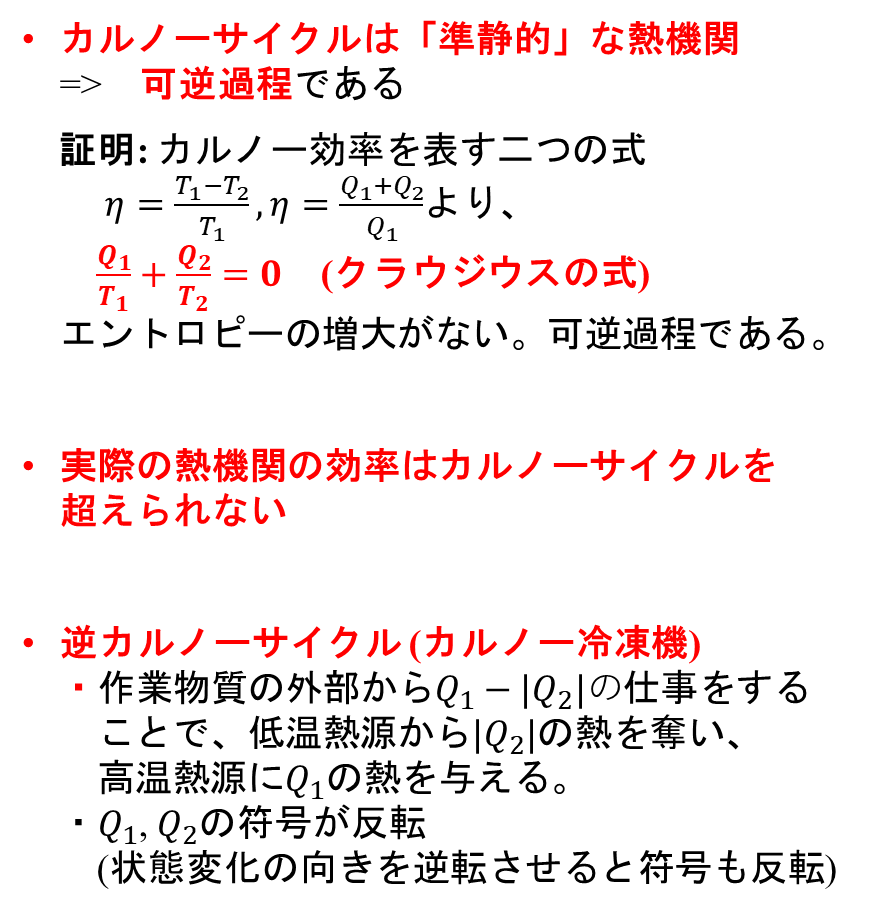 • カルノーサイクルは「準静的」な熱機関
=> 可逆過程である
証明: カルノー効率を表す二つの式
η = \frac{T_1−T_2}{T_1}, η = \frac{Q_1+Q_2}{Q_1}より、
\frac{Q_1}{T_1} + \frac{Q_2}{T_2} = 0 (クラウジウスの式)
エントロピーの増大がない。可逆過程である。
• 実際の熱機関の効率はカルノーサイクルを
超えられない
• 逆カルノーサイクル(カルノー冷凍機)
・作業物質の外部からQ_1 − |Q_2|の仕事をする
ことで、低温熱源から|Q_2|の熱を奪い、
高温熱源にQ_1の熱を与える。
・Q_1, Q_2の符号が反転
(状態変化の向きを逆転させると符号も反転)